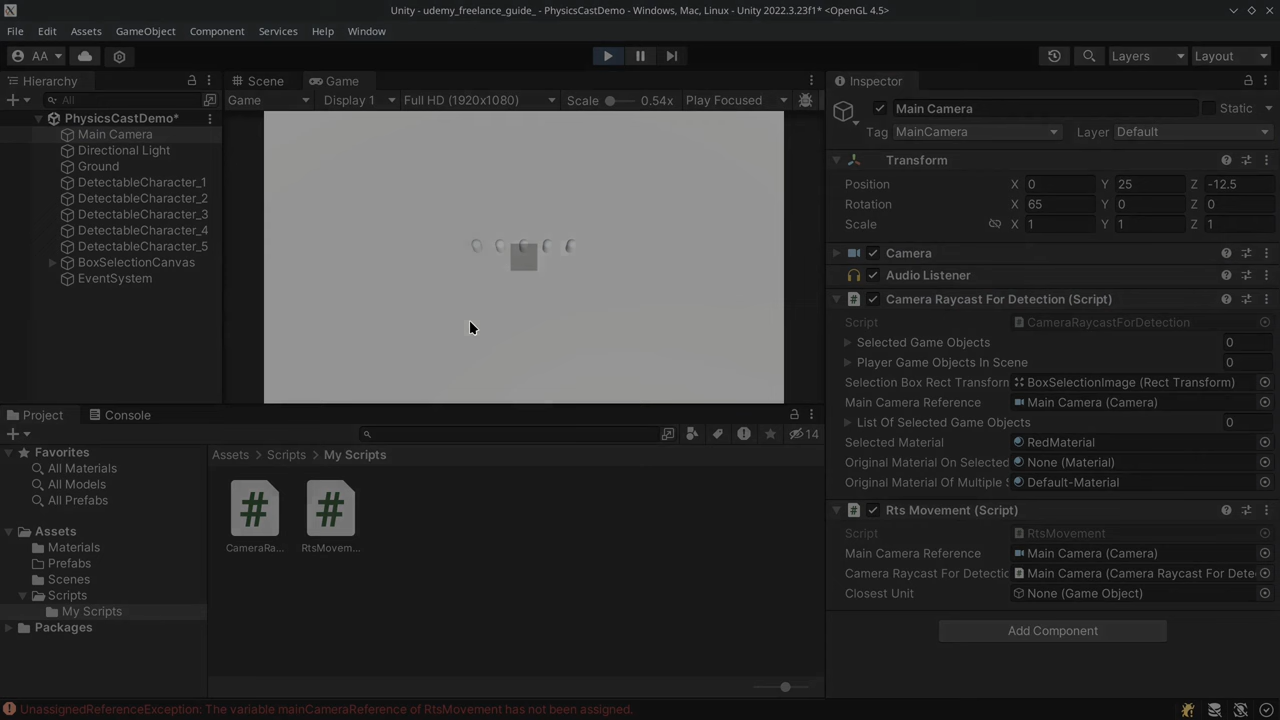 Unity - udemy_freelance_guide_ - PhysicsCastDemo - Windows, Mac, Linux - Unity 2022.3.23f1* <OpenGL 4.5>
File Edit Assets GameObject Component Services Help Window
AA Layers Layout
Hierarchy
All
PhysicsCastDemo*
Main Camera
Directional Light
Ground
DetectableCharacter_1
DetectableCharacter_2
DetectableCharacter_3
DetectableCharacter_4
DetectableCharacter_5
BoxSelectionCanvas
EventSystem
Scene Game
Game Display 1 Full HD (1920x1080) Scale 0.54x Play Focused
Inspector
Main Camera Static
Tag MainCamera Layer Default
Transform
Position X 0 Y 25 Z -12.5
Rotation X 65 Y 0 Z 0
Scale X 1 Y 1 Z 1
Camera
Audio Listener
# Camera Raycast For Detection (Script)
Script CameraRaycastForDetection
Selected Game Objects 0
Player Game Objects In Scene 0
Selection Box Rect Transform BoxSelectionImage (Rect Transform)
Main Camera Reference Main Camera (Camera)
List Of Selected Game Objects 0
Selected Material RedMaterial
Original Material On Selected None (Material)
Original Material Of Multiple S Default-Material
# Rts Movement (Script)
Script RtsMovement
Main Camera Reference Main Camera (Camera)
Camera Raycast For Detectio Main Camera (Camera Raycast For Dete
Closest Unit None (Game Object)
Add Component
Project Console
14
Favorites
All Materials
All Models
All Prefabs
Assets
Materials
Prefabs
Scenes
Scripts
My Scripts
Packages
Assets > Scripts > My Scripts
# #
CameraRa... RtsMovem...
UnassignedReferenceException: The variable mainCameraReference of RtsMovement has not been assigned.